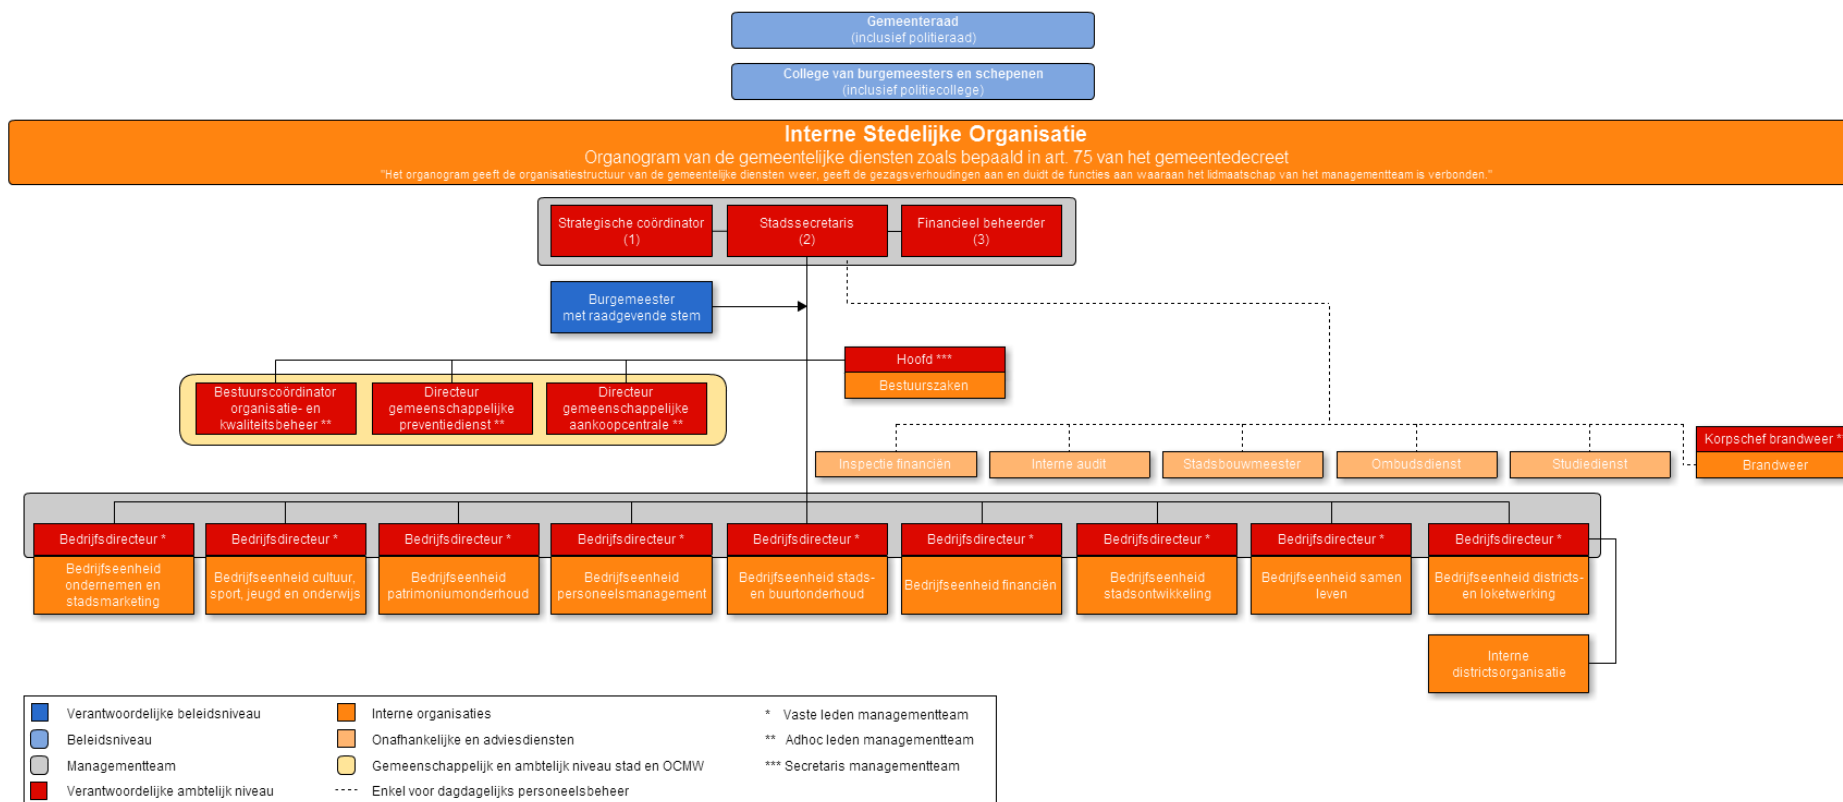 Gemeenteraad
(inclusief politieraad)
College van burgemeesters en schepenen
(inclusief politiecollege)
Interne Stedelijke Organisatie
Organogram van de gemeentelijke diensten zoals bepaald in art. 75 van het gemeentedecreet
"Het organogram geeft de organisatiestructuur van de gemeentelijke diensten weer, geeft de gezagsverhoudingen aan en duidt de functies aan waaraan het lidmaatschap van het managementteam is verbonden."
Strategische coördinator
(1)
Stadssecretaris
(2)
Financieel beheerder
(3)
Burgemeester
met raadgevende stem
Hoofd ***
Bestuurszaken
Bestuurscoördinator
organisatie- en
kwaliteitsbeheer **
Directeur
gemeenschappelijke
preventiedienst **
Directeur
gemeenschappelijke
aankoopcentrale **
Inspectie financiën
Interne audit
Stadsbouwmeester
Ombudsdienst
Studiedienst
Korpschef brandweer **
Brandweer
Bedrijfsdirecteur *
Bedrijfseenheid
ondernemen en
stadsmarketing
Bedrijfsdirecteur *
Bedrijfseenheid cultuur,
sport, jeugd en onderwijs
Bedrijfsdirecteur *
Bedrijfseenheid
patrimoniumonderhoud
Bedrijfsdirecteur *
Bedrijfseenheid
personeelsmanagement
Bedrijfsdirecteur *
Bedrijfseenheid stads-
en buurtonderhoud
Bedrijfsdirecteur *
Bedrijfseenheid financiën
Bedrijfsdirecteur *
Bedrijfseenheid
stadsontwikkeling
Bedrijfsdirecteur *
Bedrijfseenheid samen
leven
Bedrijfsdirecteur *
Bedrijfseenheid districts-
en loketwerking
Interne
districtsorganisatie
Verantwoordelijke beleidsniveau
Beleidsniveau
Managementteam
Verantwoordelijke ambtelijk niveau
Interne organisaties
Onafhankelijke en adviesdiensten
Gemeenschappelijk en ambtelijk niveau stad en OCMW
---- Enkel voor dagdagelijks personeelsbeheer
* Vaste leden managementteam
** Adhoc leden managementteam
*** Secretaris managementteam